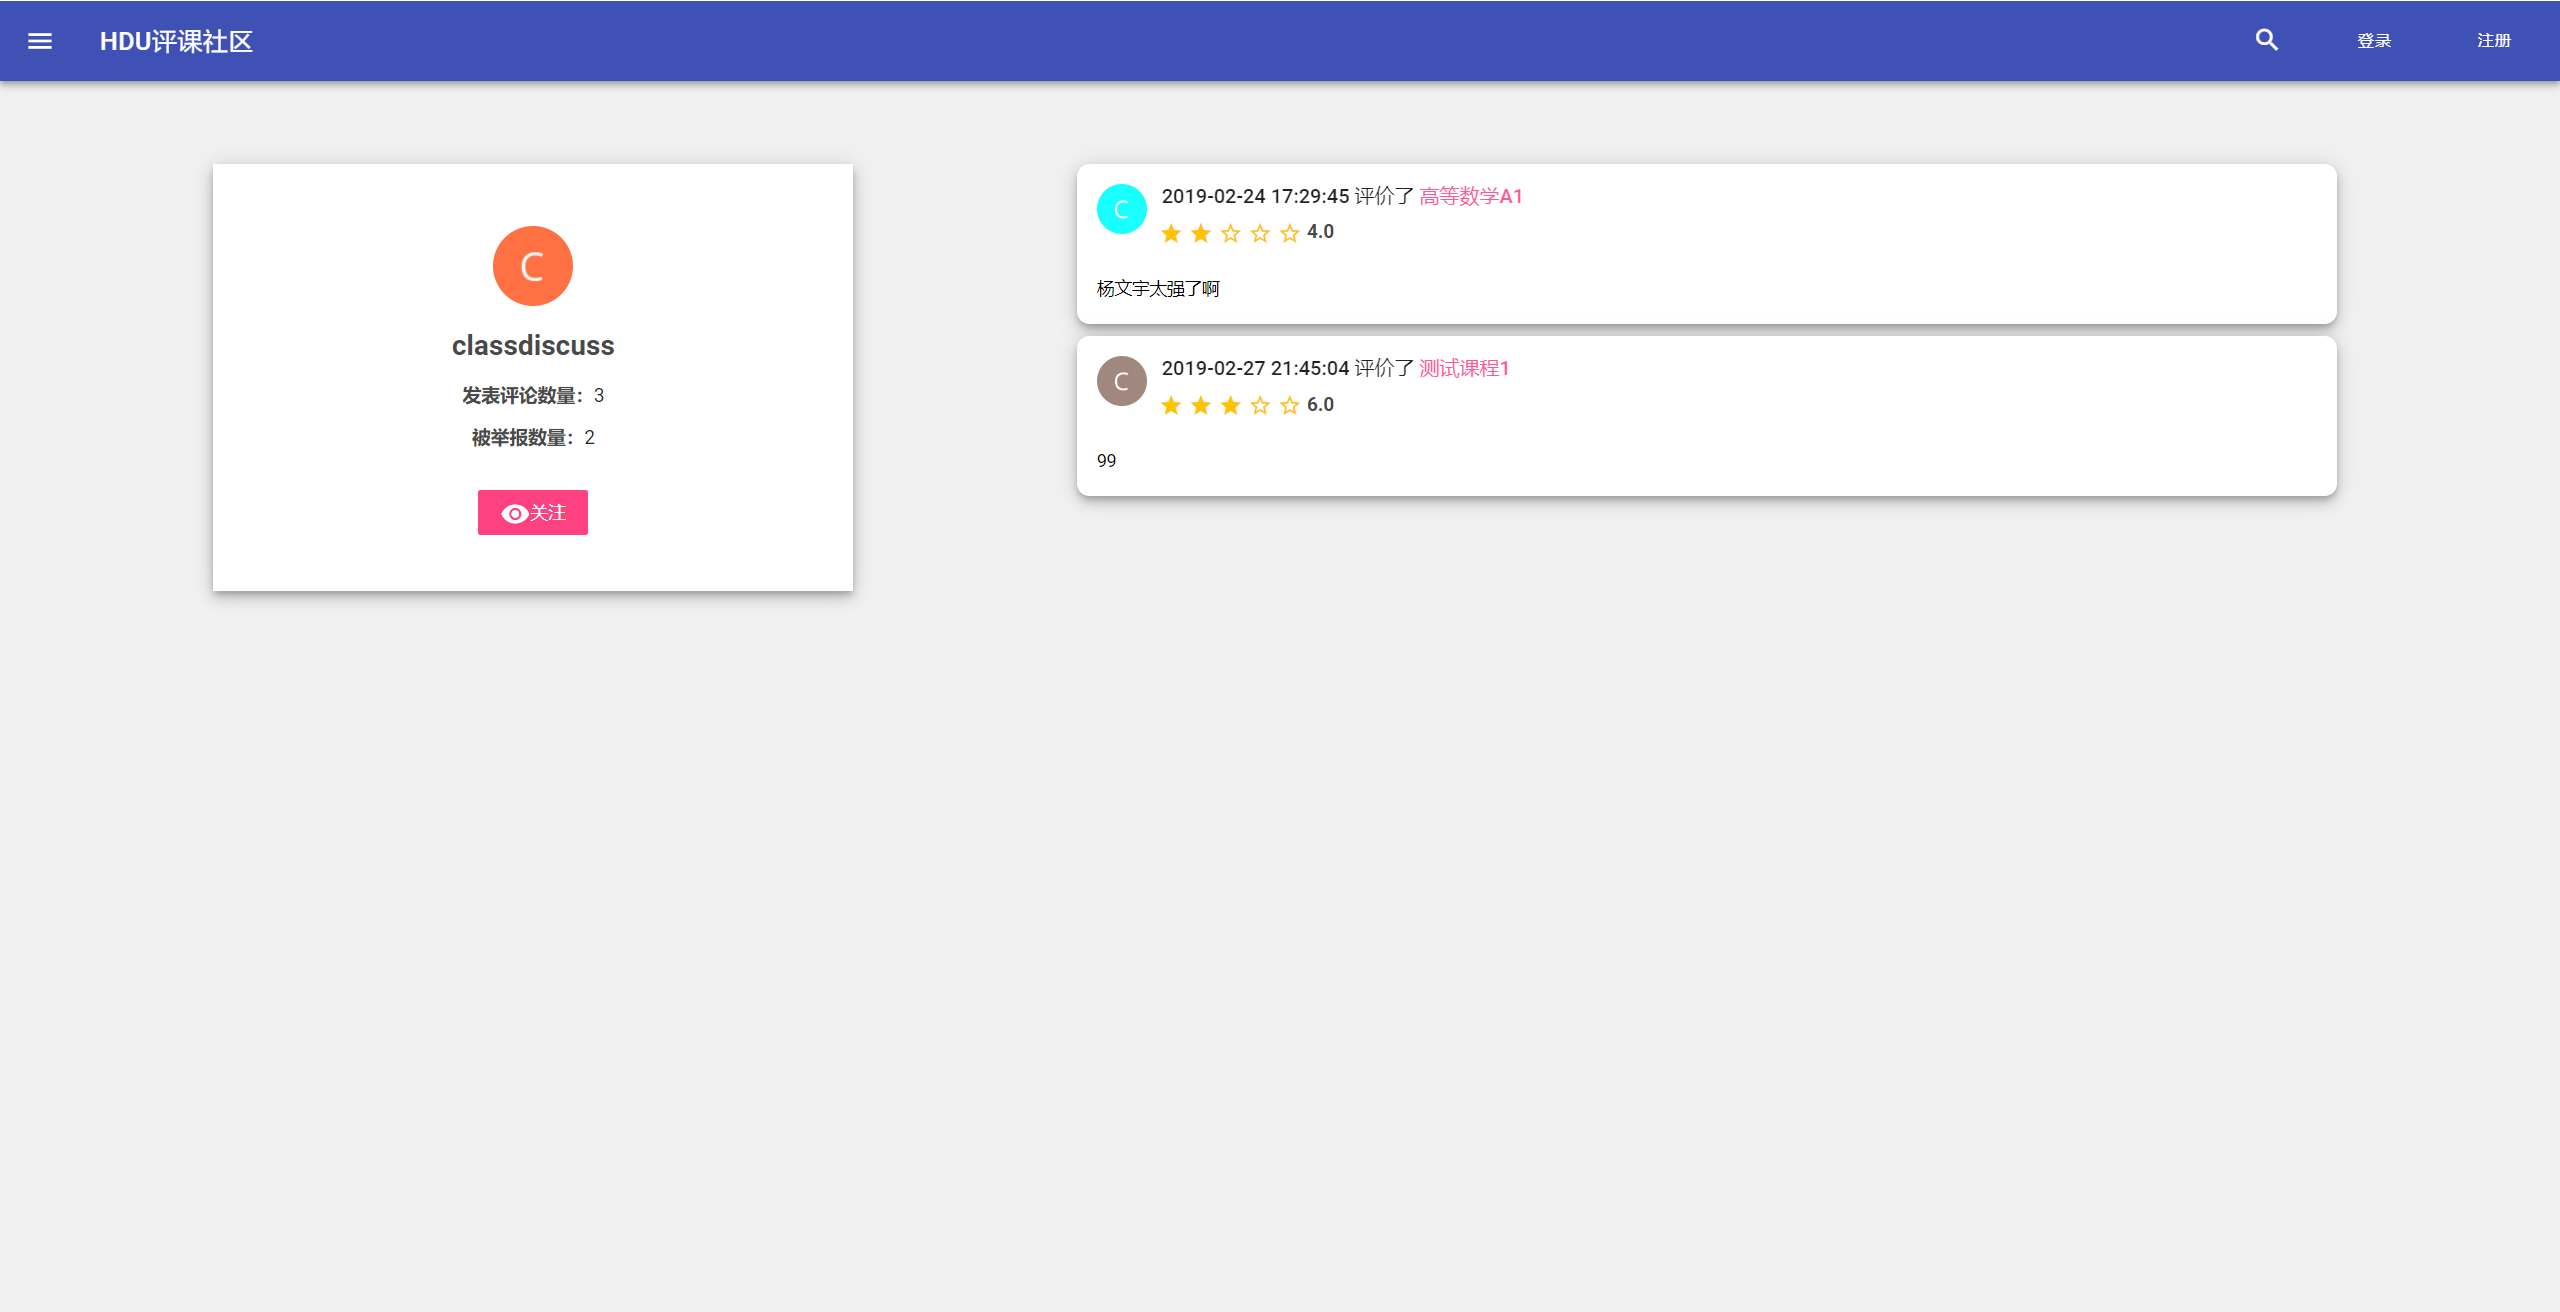 HDU评课社区
登录
注册
C
classdiscuss
发表评论数量：3
被举报数量：2
关注
C
2019-02-24 17:29:45 评价了 高等数学A1
4.0
杨文宇太强了啊
C
2019-02-27 21:45:04 评价了 测试课程1
6.0
99